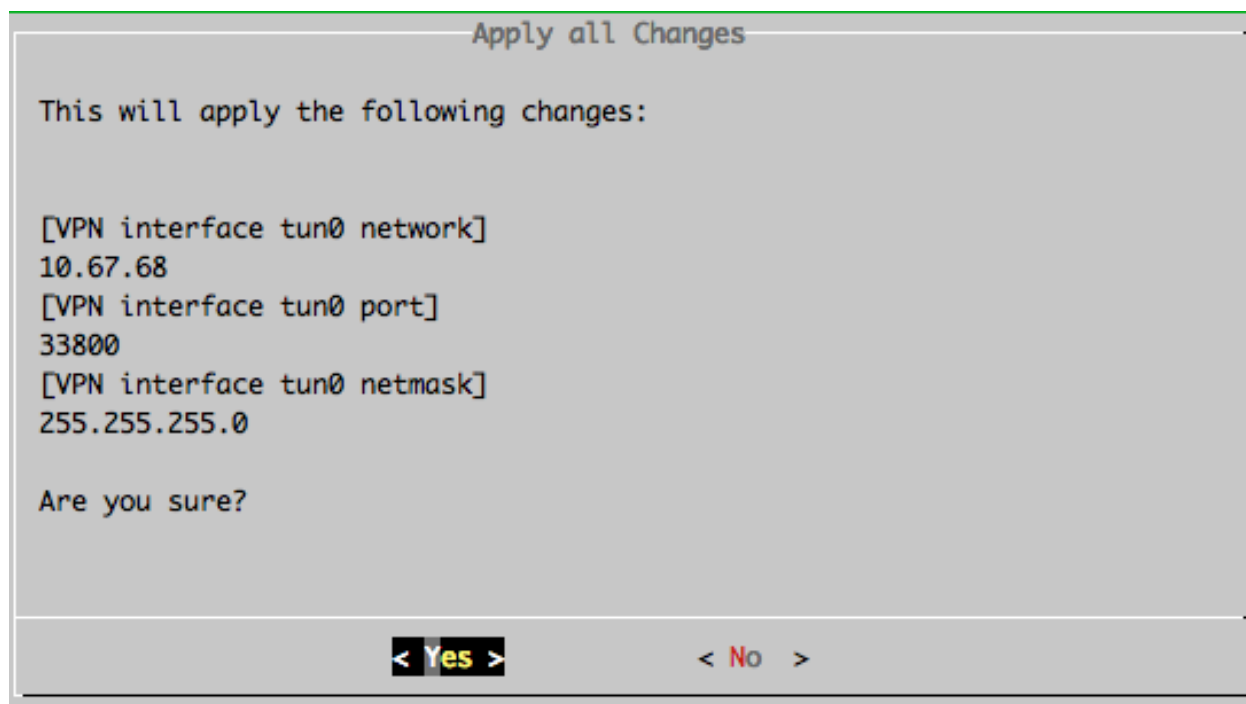 Apply all Changes
This will apply the following changes:
[VPN interface tun0 network]
10.67.68
[VPN interface tun0 port]
33800
[VPN interface tun0 netmask]
255.255.255.0
Are you sure?
< Yes > < No >